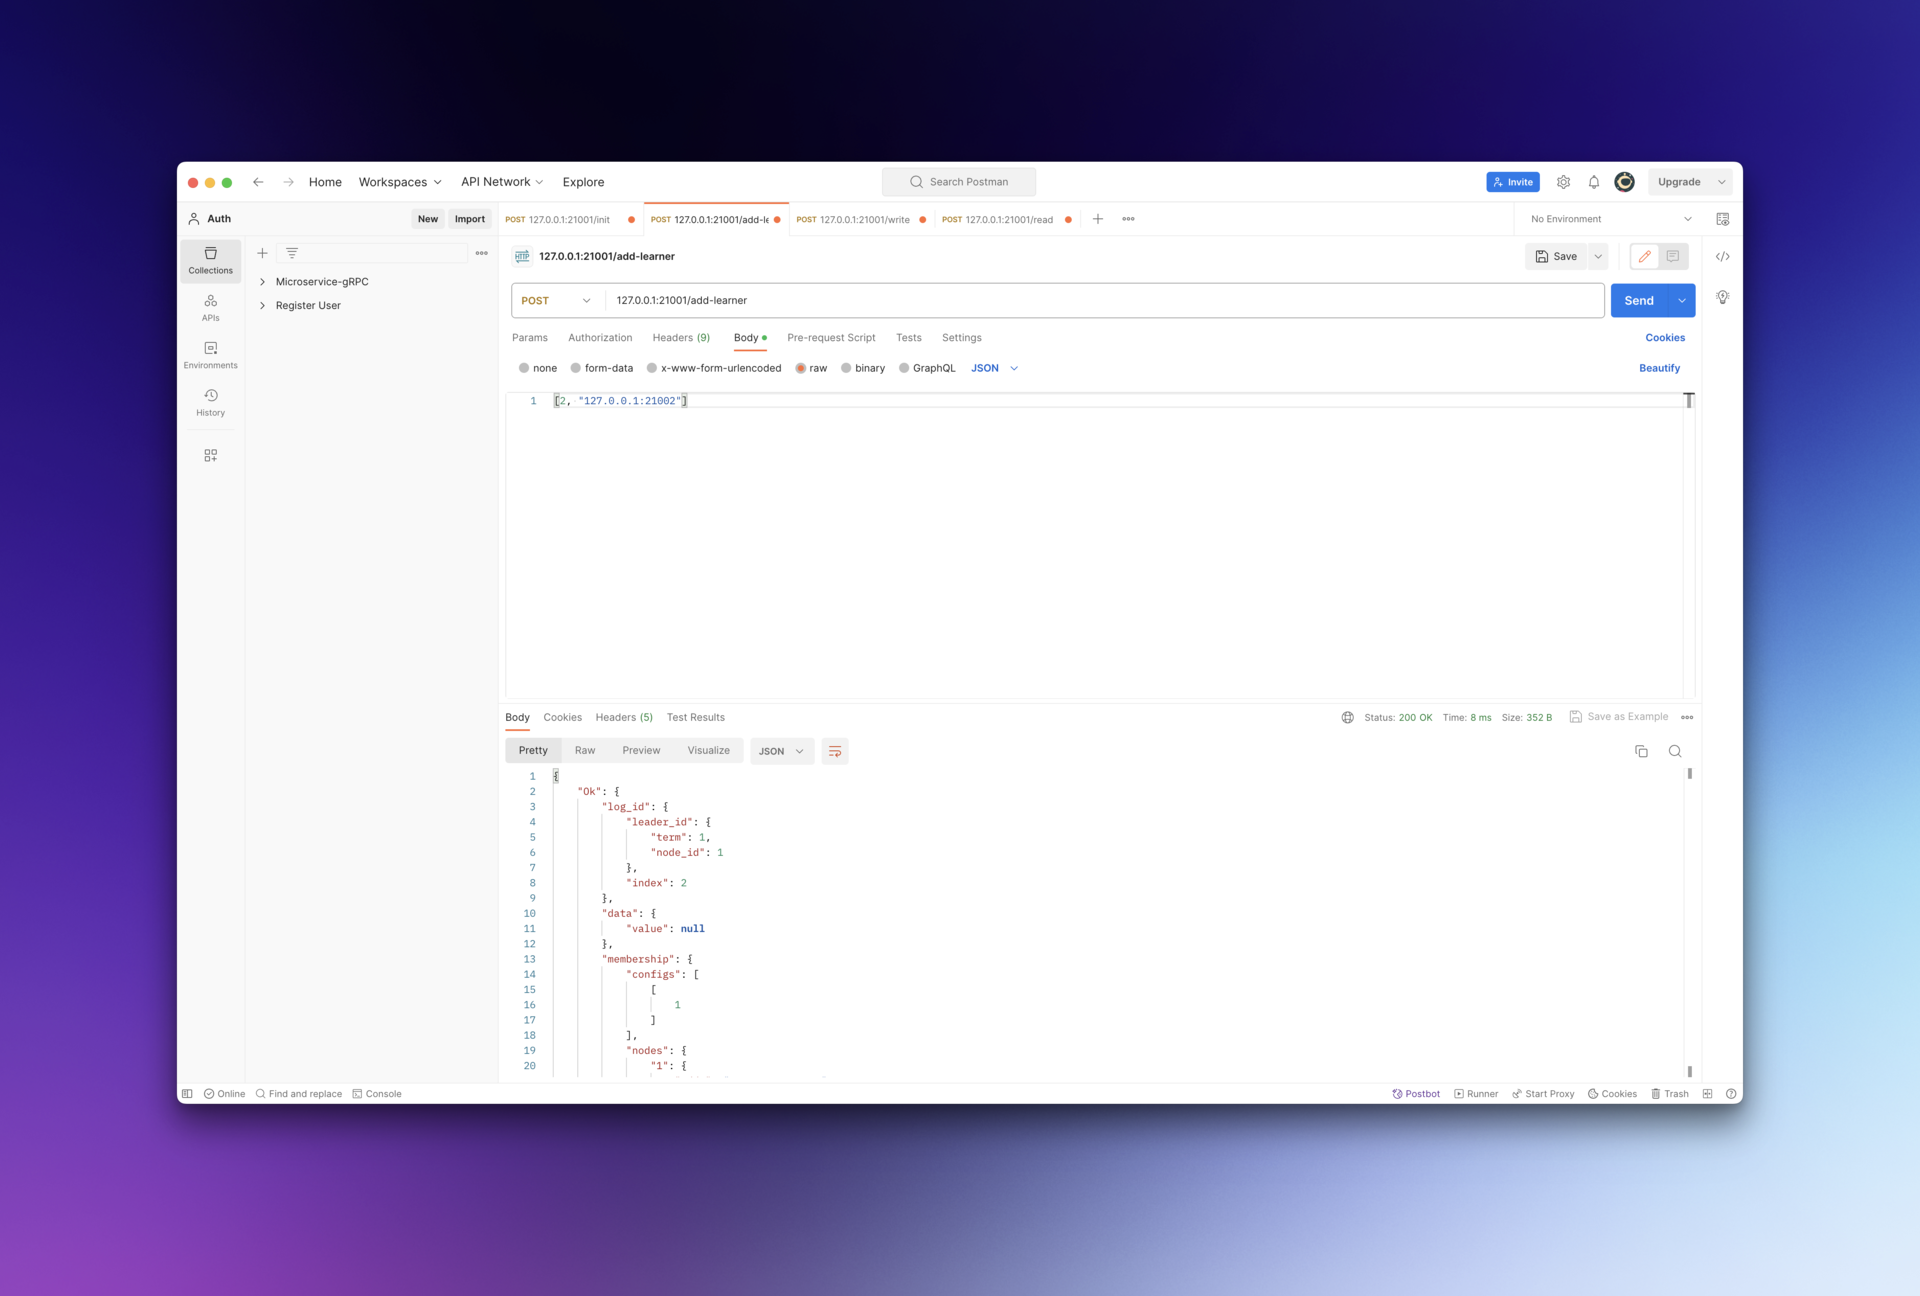 Home Workspaces API Network Explore Search Postman Invite Upgrade
Auth New Import POST 127.0.0.1:21001/init POST 127.0.0.1:21001/add-le POST 127.0.0.1:21001/write POST 127.0.0.1:21001/read No Environment
Collections
APIs
Environments
History
Microservice-gRPC
Register User
HTTP 127.0.0.1:21001/add-learner Save
POST 127.0.0.1:21001/add-learner Send
Params Authorization Headers (9) Body Pre-request Script Tests Settings Cookies
none form-data x-www-form-urlencoded raw binary GraphQL JSON Beautify
1 [2, "127.0.0.1:21002"]
Body Cookies Headers (5) Test Results Status: 200 OK Time: 8 ms Size: 352 B Save as Example
Pretty Raw Preview Visualize JSON
1 {
2 "Ok": {
3 "log_id": {
4 "leader_id": {
5 "term": 1,
6 "node_id": 1
7 },
8 "index": 2
9 },
10 "data": {
11 "value": null
12 },
13 "membership": {
14 "configs": [
15 [
16 1
17 ]
18 ],
19 "nodes": {
20 "1": {
Online Find and replace Console Postbot Runner Start Proxy Cookies Trash